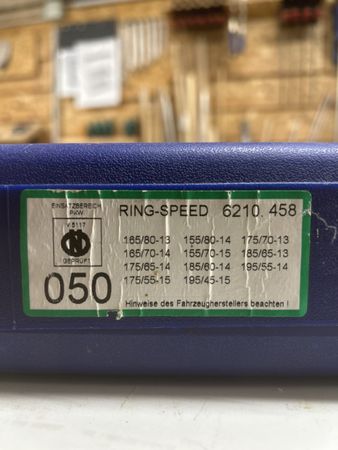 EINSATZBEREICH
PKW
V 5117
GEPRÜFT
050
RING-SPEED 6210. 458
165/80-13 155/80-14 175/70-13
165/70-14 155/70-15 185/65-13
175/65-14 185/60-14 195/55-14
175/55-15 195/45-15
Hinweise des Fahrzeugherstellers beachten !